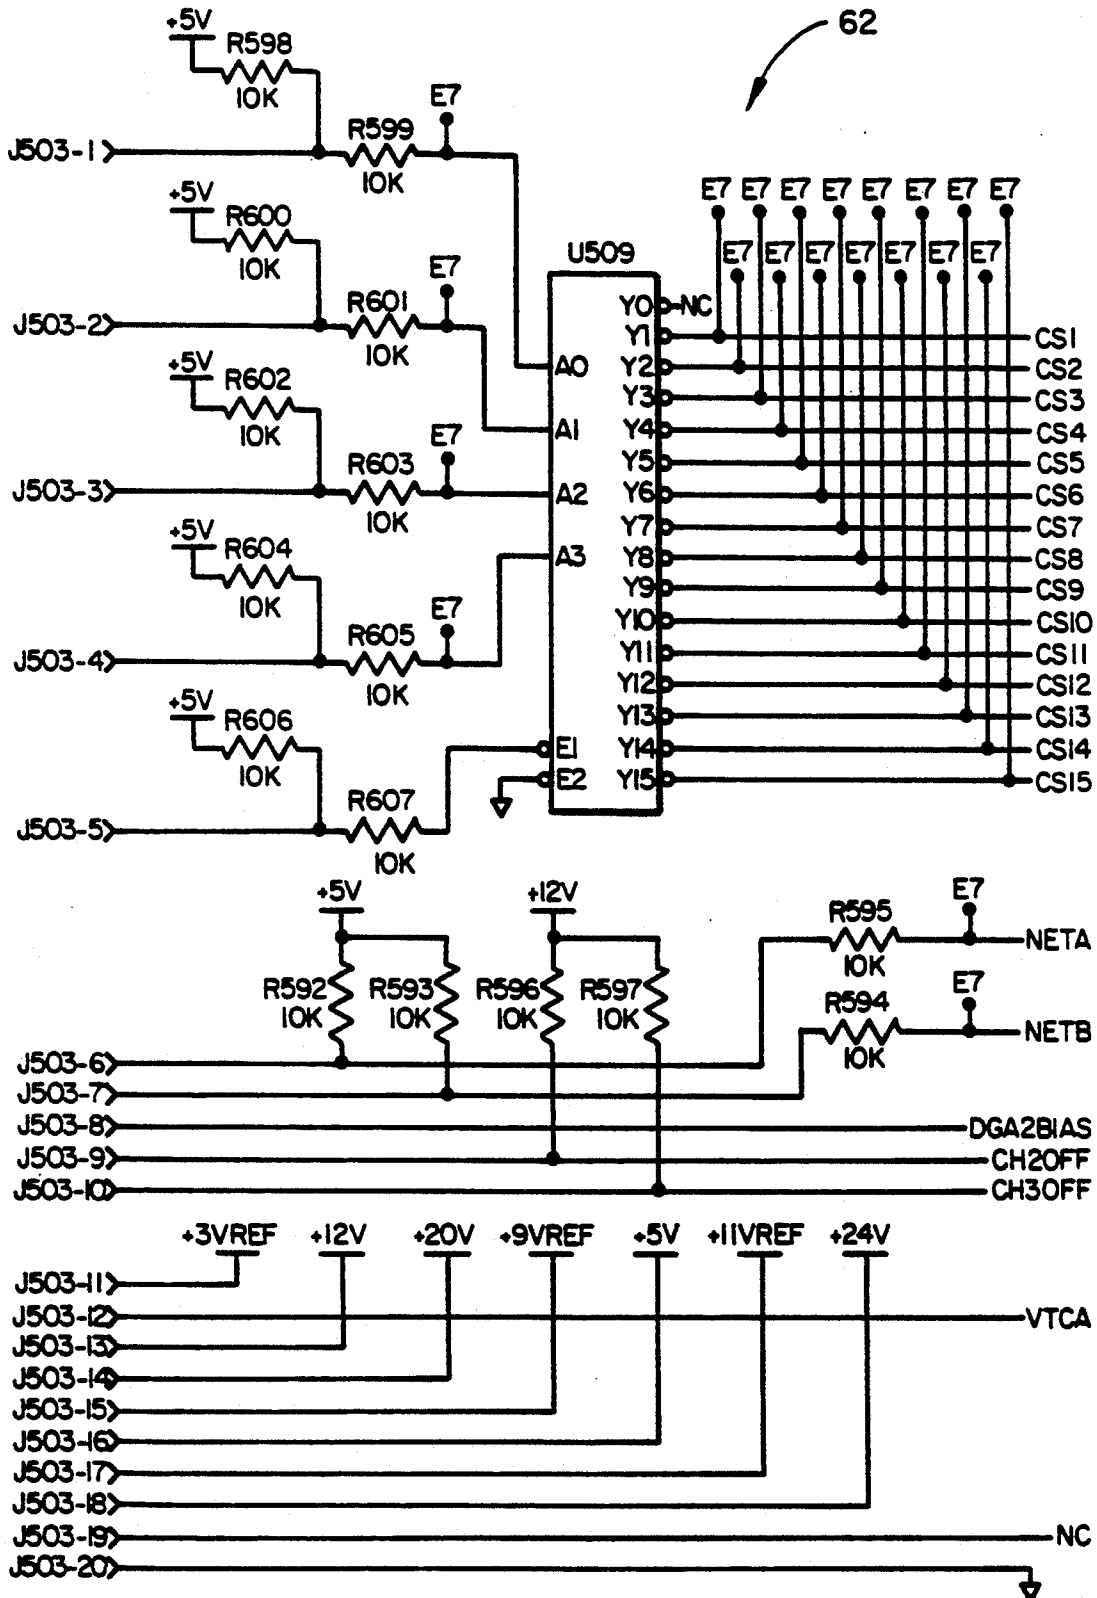 62
+5V
R598
10K
E7
J503-1
R599
10K
+5V
R600
10K
E7
J503-2
R601
10K
+5V
R602
10K
E7
J503-3
R603
10K
+5V
R604
10K
E7
J503-4
R605
10K
+5V
R606
10K
J503-5
R607
10K
U509
A0
A1
A2
A3
E1
E2
E7 E7 E7 E7 E7 E7 E7 E7
E7 E7 E7 E7 E7 E7 E7
Y0 NC
Y1 CS1
Y2 CS2
Y3 CS3
Y4 CS4
Y5 CS5
Y6 CS6
Y7 CS7
Y8 CS8
Y9 CS9
Y10 CS10
Y11 CS11
Y12 CS12
Y13 CS13
Y14 CS14
Y15 CS15
+5V +12V
R592 R593 R596 R597
10K 10K 10K 10K
R595 E7
10K NETA
R594 E7
10K NETB
J503-6
J503-7
J503-8 DGA2BIAS
J503-9 CH2OFF
J503-10 CH3OFF
+3VREF +12V +20V +9VREF +5V +11VREF +24V
J503-11
J503-12 VTCA
J503-13
J503-14
J503-15
J503-16
J503-17
J503-18
J503-19 NC
J503-20